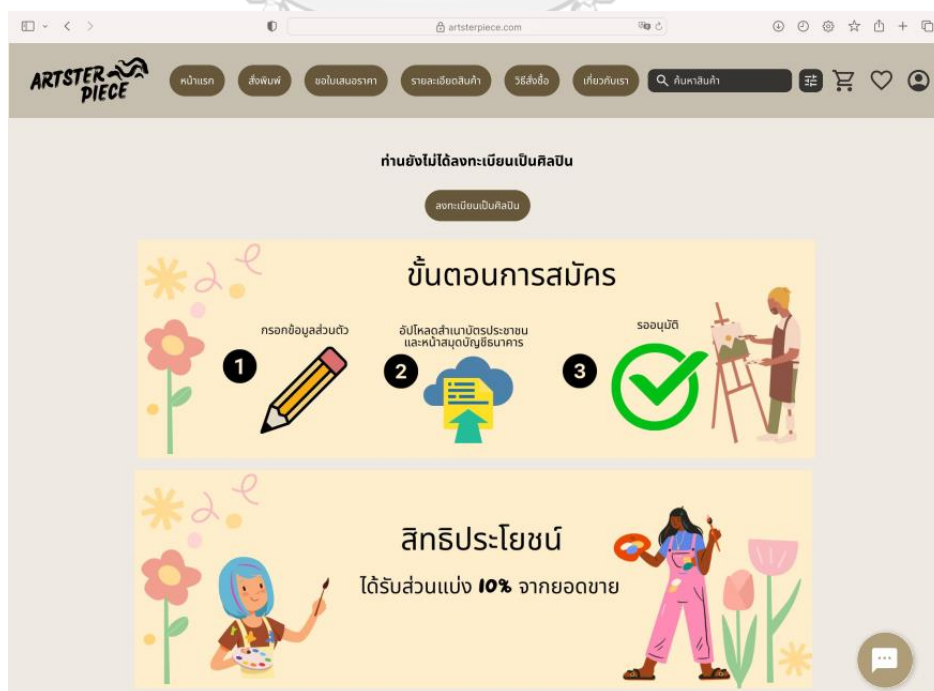 artsterpiece.com
ARTSTER
PIECE
หน้าแรก
สั่งพิมพ์
ขอใบเสนอราคา
รายละเอียดสินค้า
วิธีสั่งซื้อ
เกี่ยวกับเรา
ค้นหาสินค้า
ท่านยังไม่ได้ลงทะเบียนเป็นศิลปิน
ลงทะเบียนเป็นศิลปิน
ขั้นตอนการสมัคร
กรอกข้อมูลส่วนตัว
1
อัปโหลดสำเนาบัตรประชาชน
และหน้าสมุดบัญชีธนาคาร
2
รออนุมัติ
3
สิทธิประโยชน์
ได้รับส่วนแบ่ง 10% จากยอดขาย